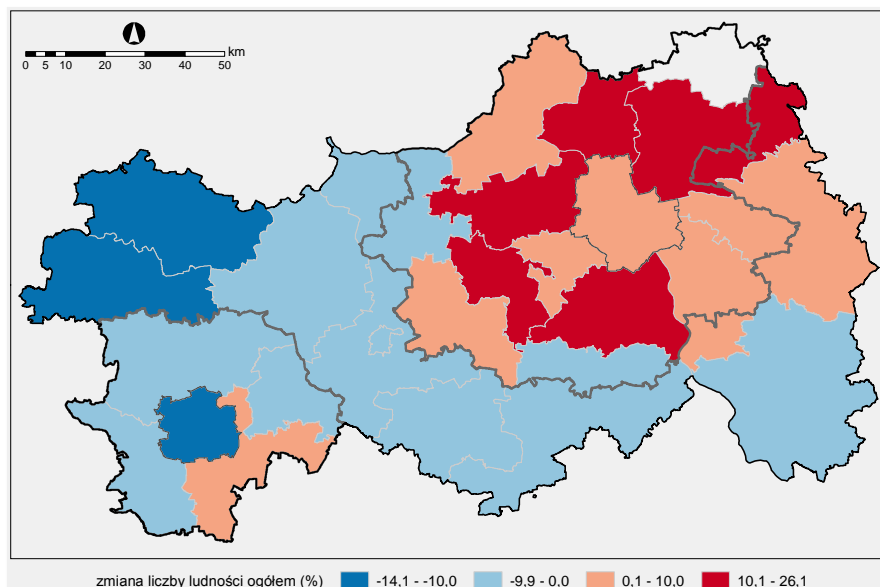 km
0 5 10 20 30 40 50
zmiana liczby ludności ogółem (%) -14,1 - -10,0 -9,9 - 0,0 0,1 - 10,0 10,1 - 26,1